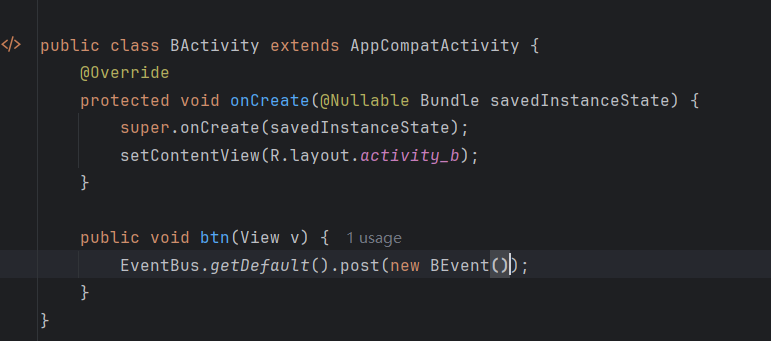 public class BActivity extends AppCompatActivity {
@Override
protected void onCreate(@Nullable Bundle savedInstanceState) {
super.onCreate(savedInstanceState);
setContentView(R.layout.activity_b);
}
public void btn(View v) { 1 usage
EventBus.getDefault().post(new BEvent());
}
}